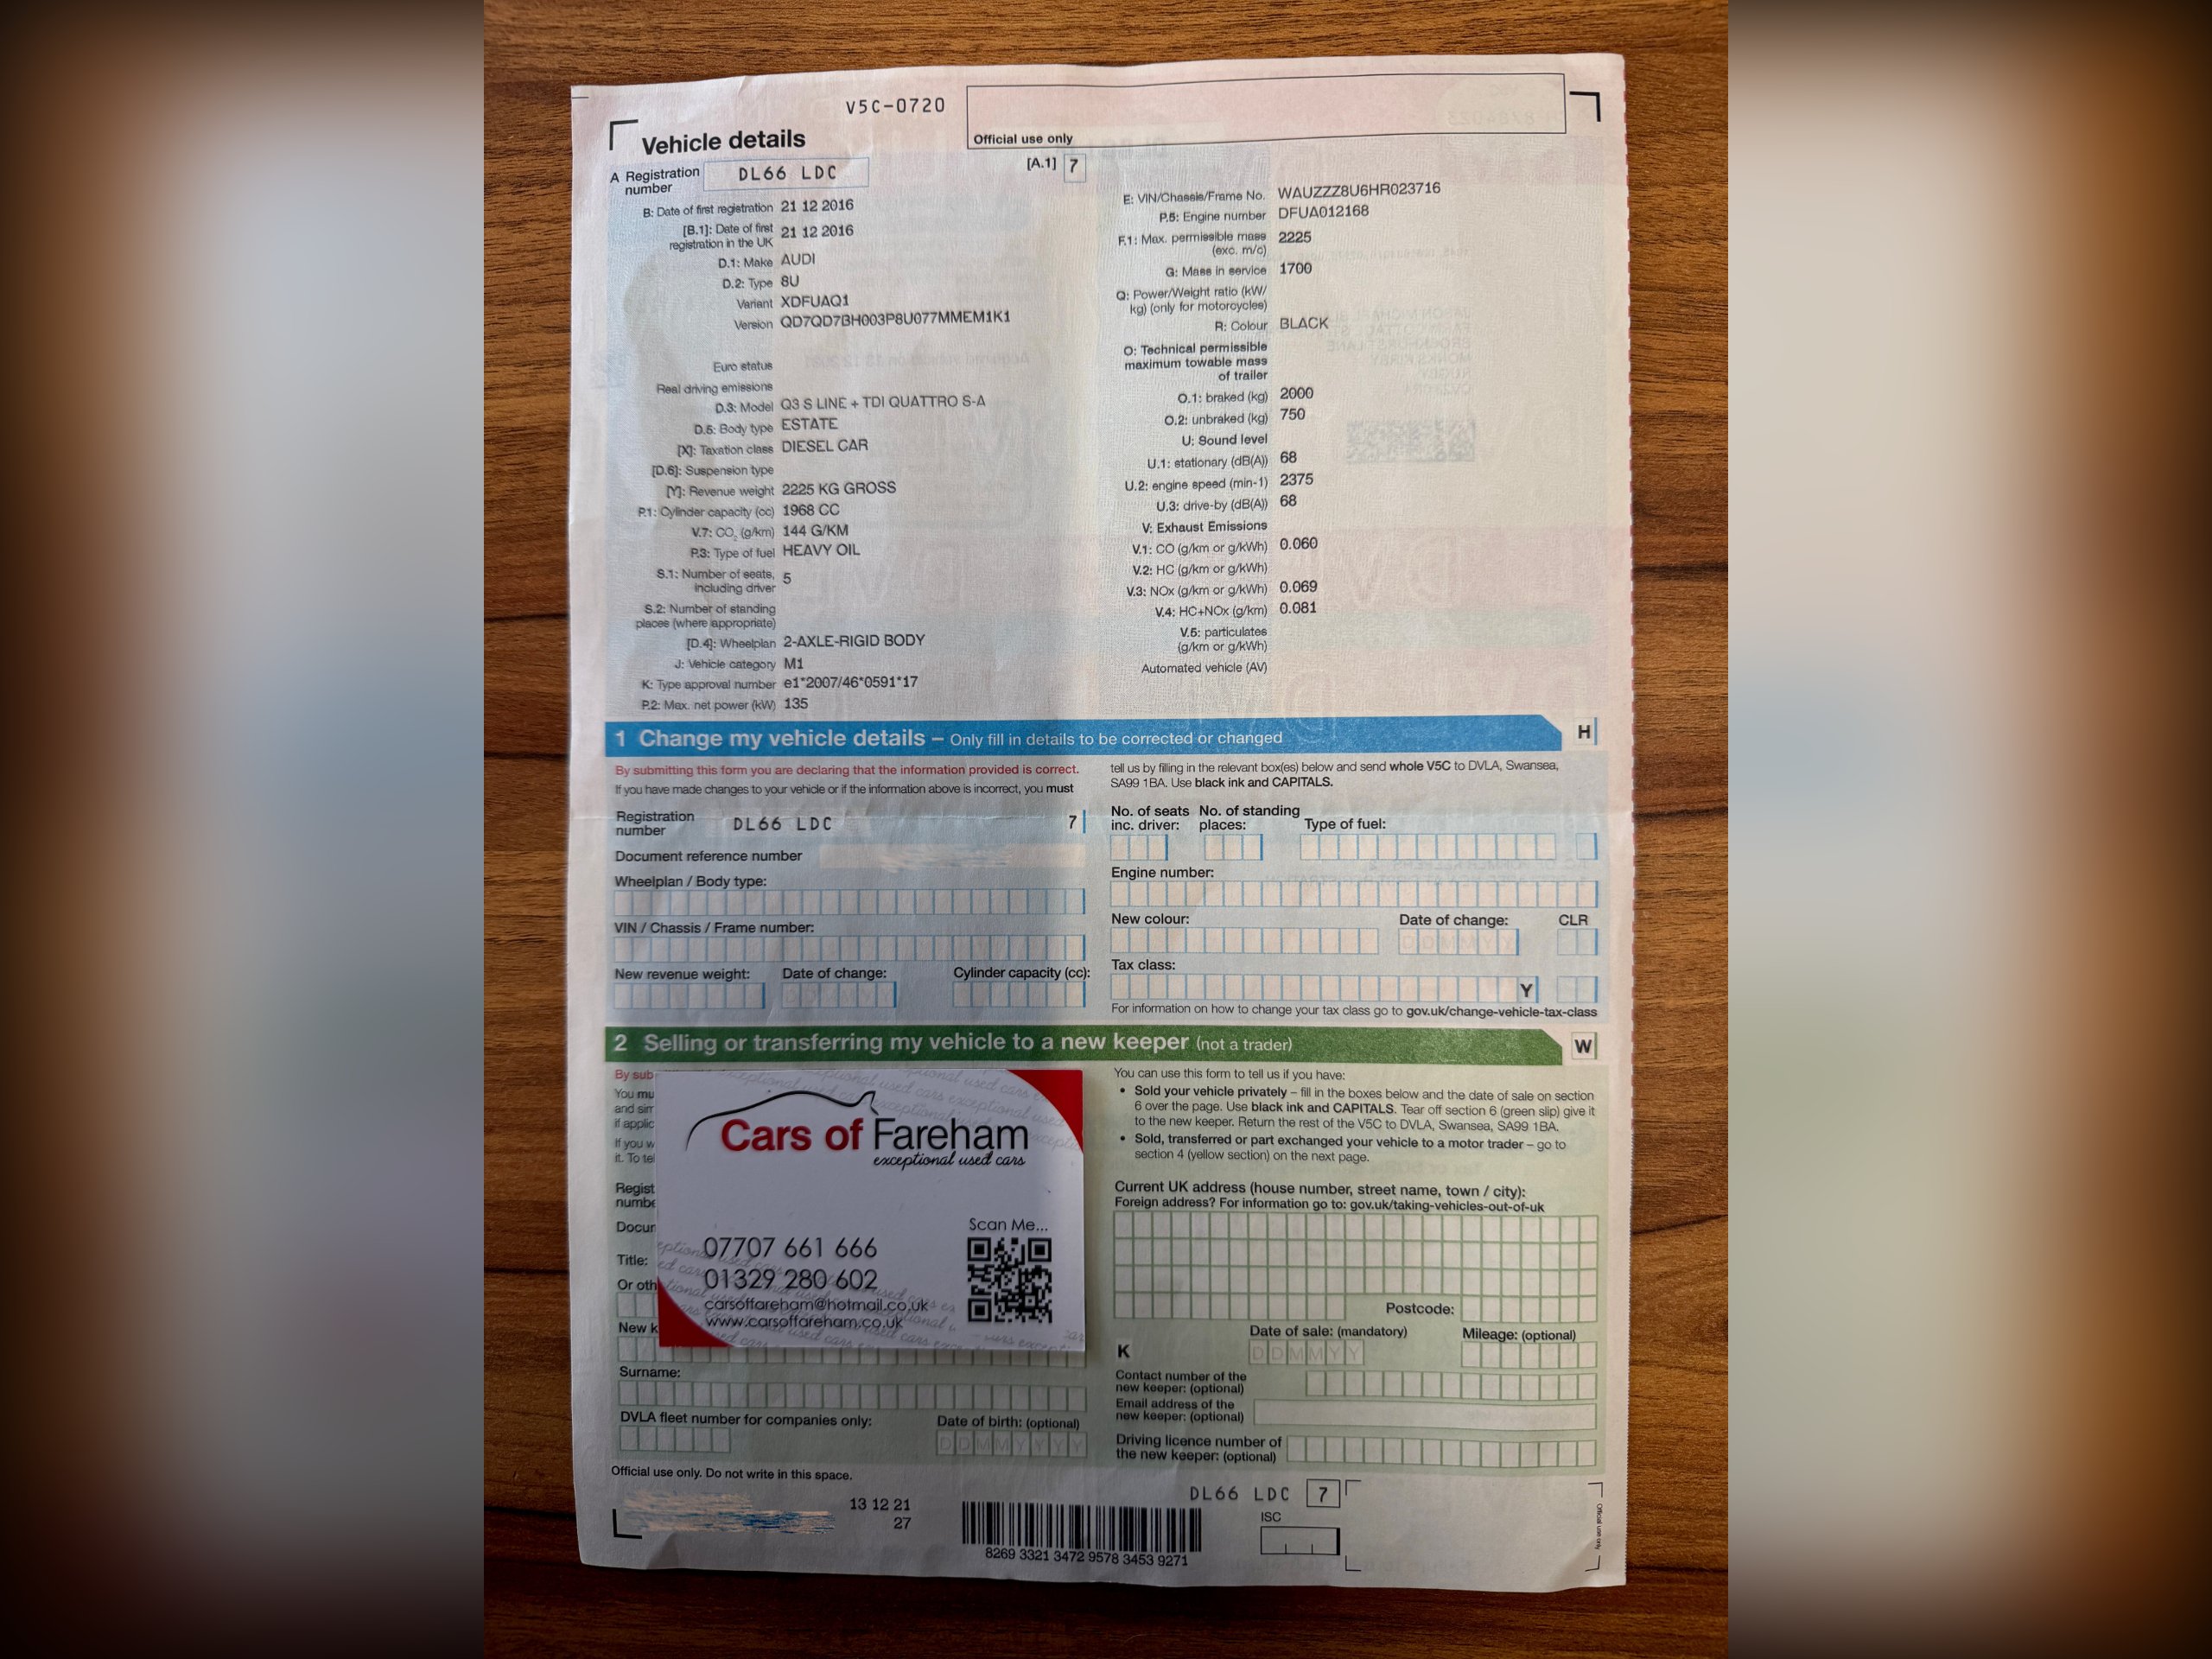 V5C-0720
Official use only
Vehicle details
A Registration number DL66 LDC
[A.1] 7
B: Date of first registration 21 12 2016
[B.1]: Date of first registration in the UK 21 12 2016
D.1: Make AUDI
D.2: Type 8U
Variant XDFUAQ1
Version QD7QD7BH003P8U077MMEM1K1
Euro status
Real driving emissions
D.3: Model Q3 S LINE + TDI QUATTRO S-A
D.5: Body type ESTATE
[X]: Taxation class DIESEL CAR
[D.6]: Suspension type
[Y]: Revenue weight 2225 KG GROSS
P.1: Cylinder capacity (cc) 1968 CC
V.7: CO2 (g/km) 144 G/KM
P.3: Type of fuel HEAVY OIL
S.1: Number of seats, including driver 5
S.2: Number of standing places (where appropriate)
[D.4]: Wheelplan 2-AXLE-RIGID BODY
J: Vehicle category M1
K: Type approval number e1*2007/46*0591*17
P.2: Max. net power (kW) 135
E: VIN/Chassis/Frame No. WAUZZZ8U6HR023716
P.5: Engine number DFUA012168
F.1: Max. permissible mass (exc. m/c) 2225
G: Mass in service 1700
Q: Power/Weight ratio (kW/kg) (only for motorcycles)
R: Colour BLACK
O: Technical permissible maximum towable mass of trailer
O.1: braked (kg) 2000
O.2: unbraked (kg) 750
U: Sound level
U.1: stationary (dB(A)) 68
U.2: engine speed (min-1) 2375
U.3: drive-by (dB(A)) 68
V: Exhaust Emissions
V.1: CO (g/km or g/kWh) 0.060
V.2: HC (g/km or g/kWh)
V.3: NOx (g/km or g/kWh) 0.069
V.4: HC+NOx (g/km) 0.081
V.5: particulates (g/km or g/kWh)
Automated vehicle (AV)
1 Change my vehicle details – Only fill in details to be corrected or changed H
By submitting this form you are declaring that the information provided is correct.
If you have made changes to your vehicle or if the information above is incorrect, you must
tell us by filling in the relevant box(es) below and send whole V5C to DVLA, Swansea,
SA99 1BA. Use black ink and CAPITALS.
Registration number DL66 LDC 7
Document reference number
Wheelplan / Body type:
VIN / Chassis / Frame number:
New revenue weight: Date of change: Cylinder capacity (cc):
No. of seats inc. driver: No. of standing places: Type of fuel:
Engine number:
New colour: Date of change: CLR
DDMMYY
Tax class:
Y
For information on how to change your tax class go to gov.uk/change-vehicle-tax-class
2 Selling or transferring my vehicle to a new keeper (not a trader) W
By sub
You mu
and sim
if applic
If you w
it. To tel
Regist
numbe
Docur
Title:
Or oth
New k
Cars of Fareham
exceptional used cars
Scan Me...
07707 661 666
01329 280 602
carsoffareham@hotmail.co.uk
www.carsoffareham.co.uk
Surname:
DVLA fleet number for companies only: Date of birth: (optional)
DDMMYYYY
You can use this form to tell us if you have:
• Sold your vehicle privately – fill in the boxes below and the date of sale on section
6 over the page. Use black ink and CAPITALS. Tear off section 6 (green slip) give it
to the new keeper. Return the rest of the V5C to DVLA, Swansea, SA99 1BA.
• Sold, transferred or part exchanged your vehicle to a motor trader – go to
section 4 (yellow section) on the next page.
Current UK address (house number, street name, town / city):
Foreign address? For information go to: gov.uk/taking-vehicles-out-of-uk
Postcode:
Date of sale: (mandatory) Mileage: (optional)
K DDMMYY
Contact number of the new keeper: (optional)
Email address of the new keeper: (optional)
Driving licence number of the new keeper: (optional)
Official use only. Do not write in this space.
13 12 21
27
8269 3321 3472 9578 3453 9271
DL66 LDC 7
ISC
Official use only